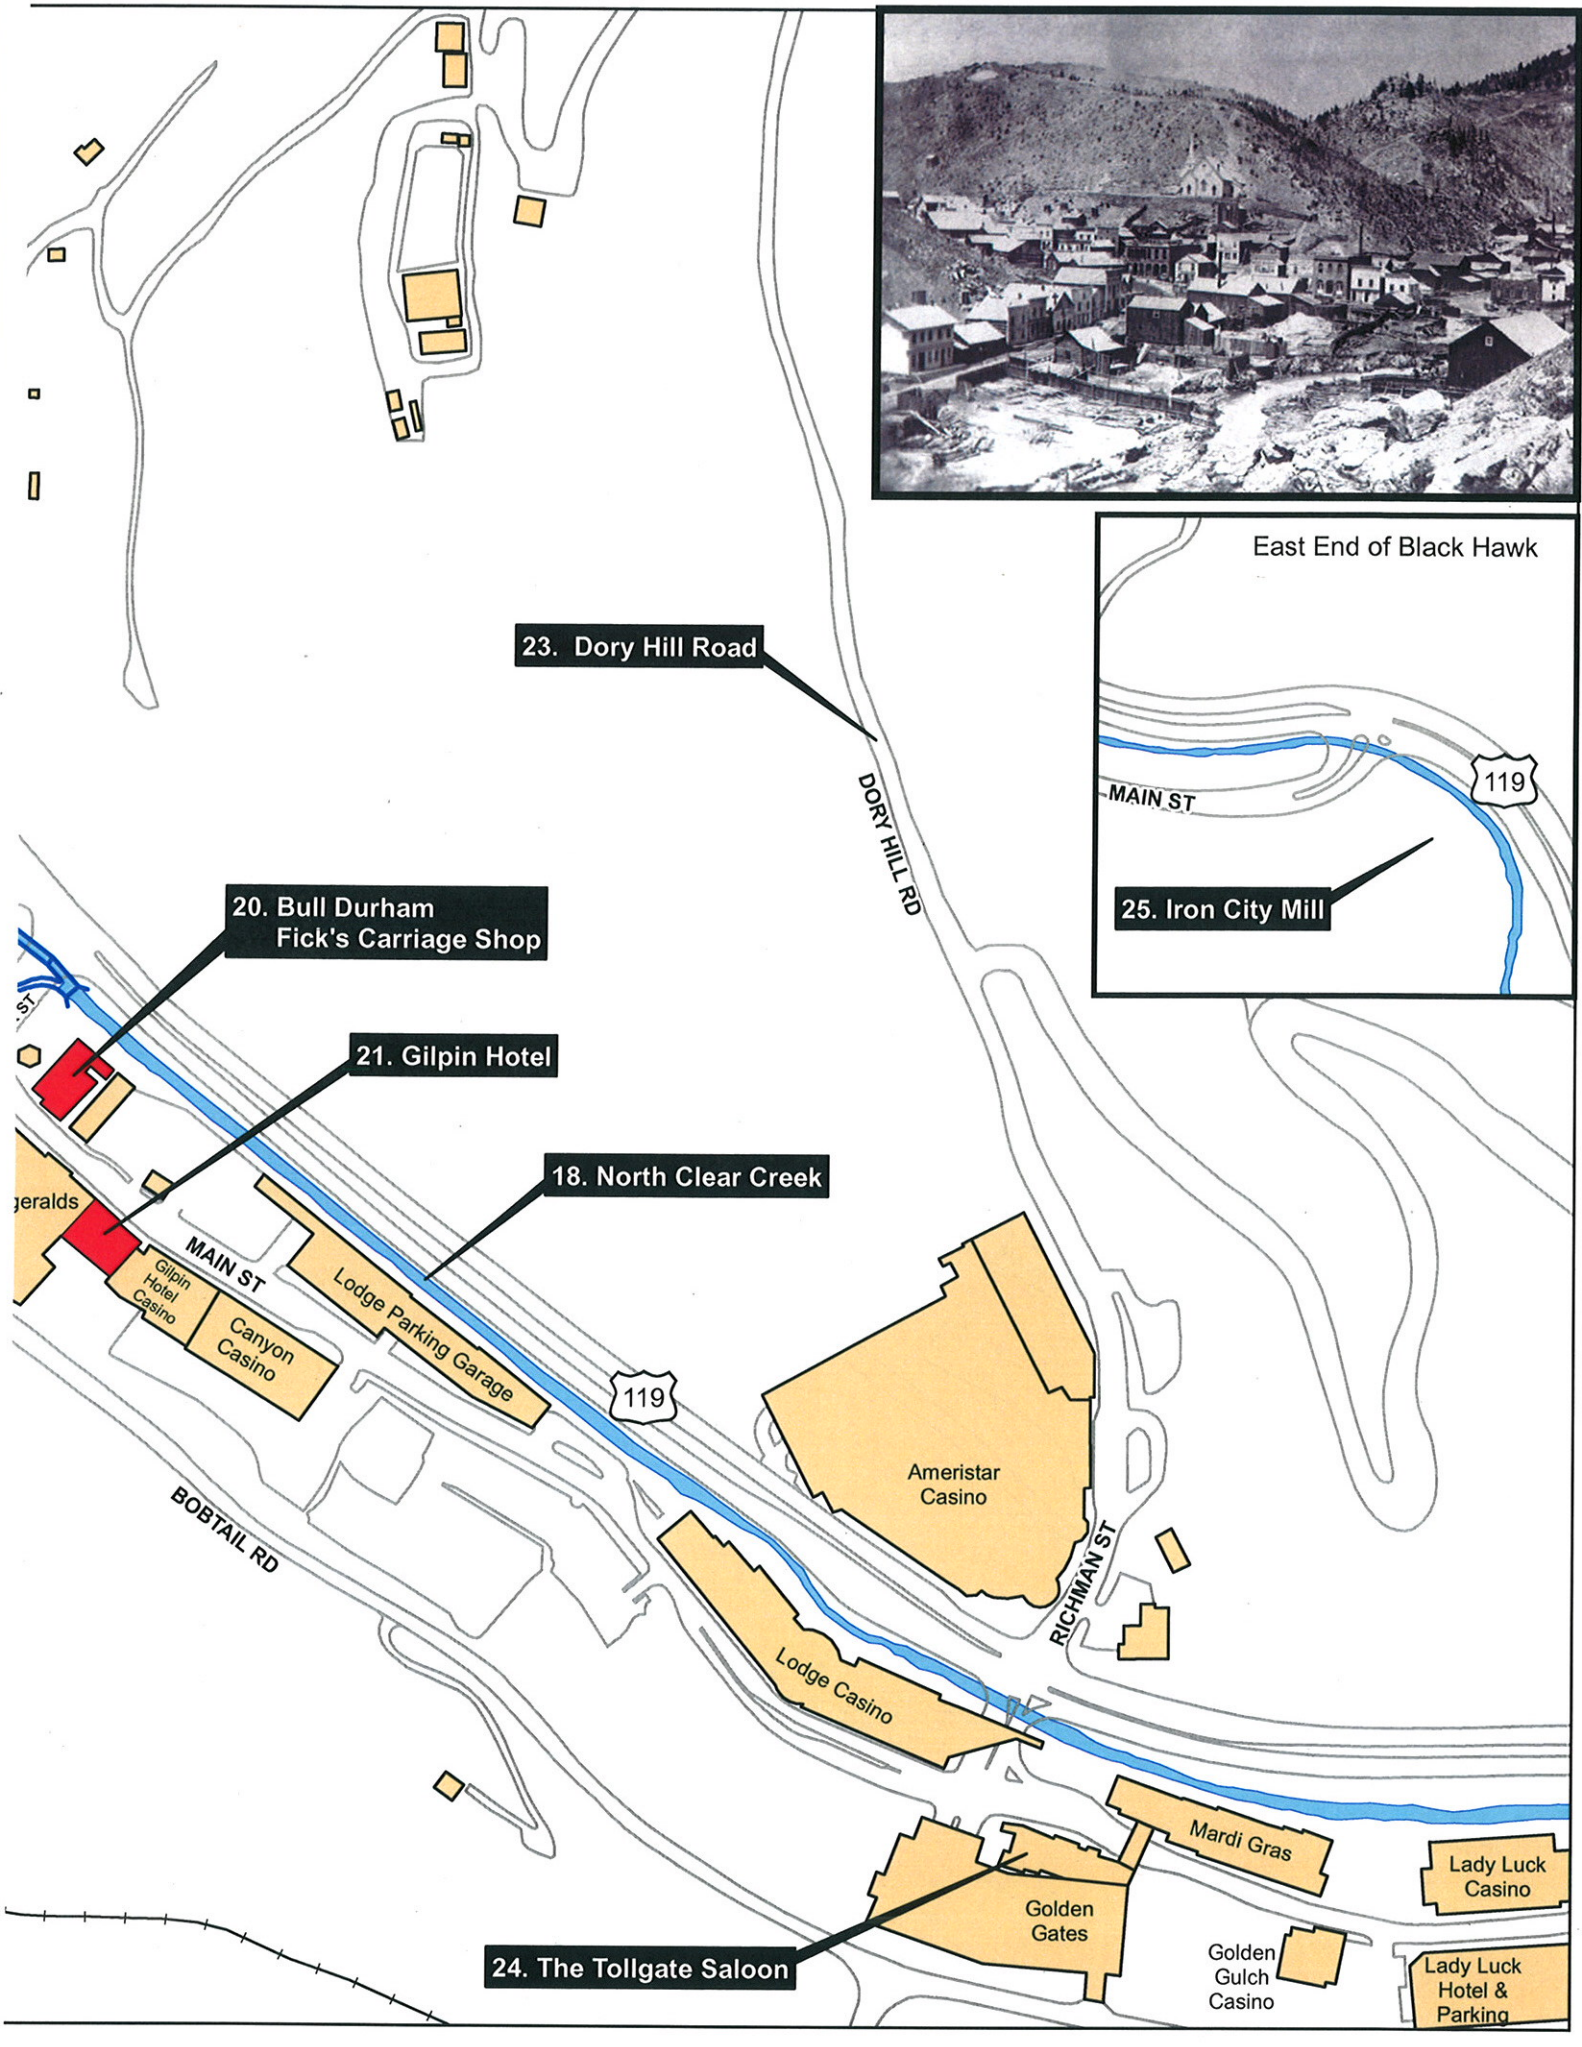 East End of Black Hawk
23. Dory Hill Road
119
DORY HILL RD
MAIN ST
20. Bull Durham
Fick's Carriage Shop
25. Iron City Mill
ST
21. Gilpin Hotel
18. North Clear Creek
geralds
MAIN ST
Gilpin
Hotel
Casino
Canyon
Casino
Lodge Parking Garage
119
Ameristar
Casino
BOBTAIL RD
RICHMAN ST
Lodge Casino
Mardi Gras
Lady Luck
Casino
Golden
Gates
24. The Tollgate Saloon
Golden
Gulch
Casino
Lady Luck
Hotel &
Parking